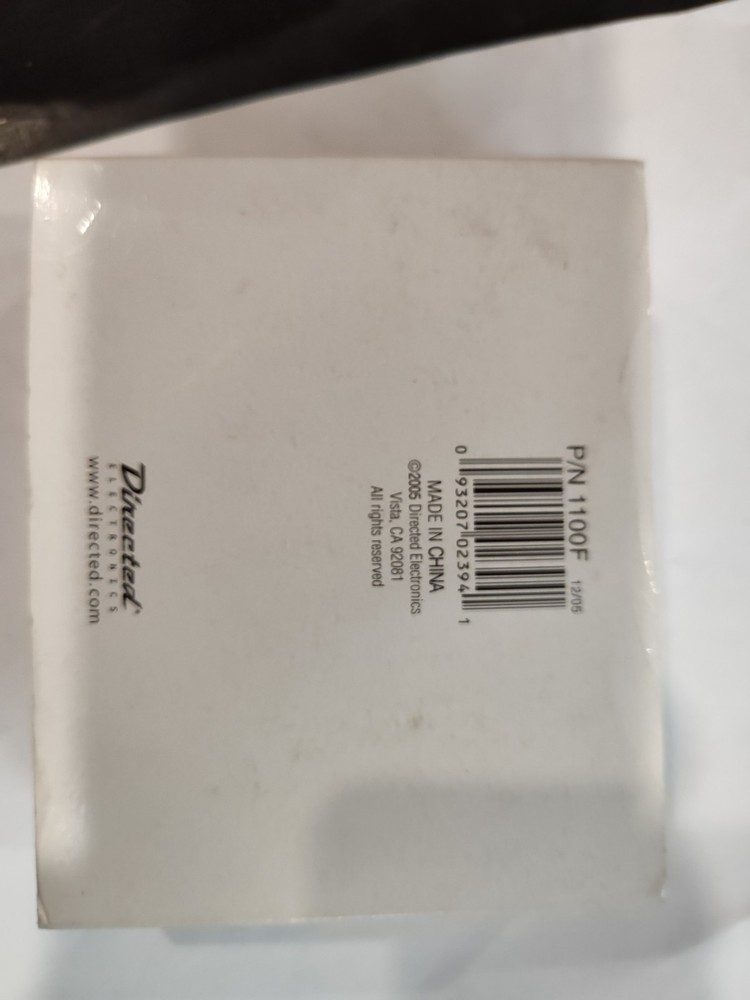 P/N 1100F 12/05
0 93207 02394 1
MADE IN CHINA
©2005 Directed Electronics
Vista, CA 92081
All rights reserved
Directed
ELECTRONICS
www.directed.com